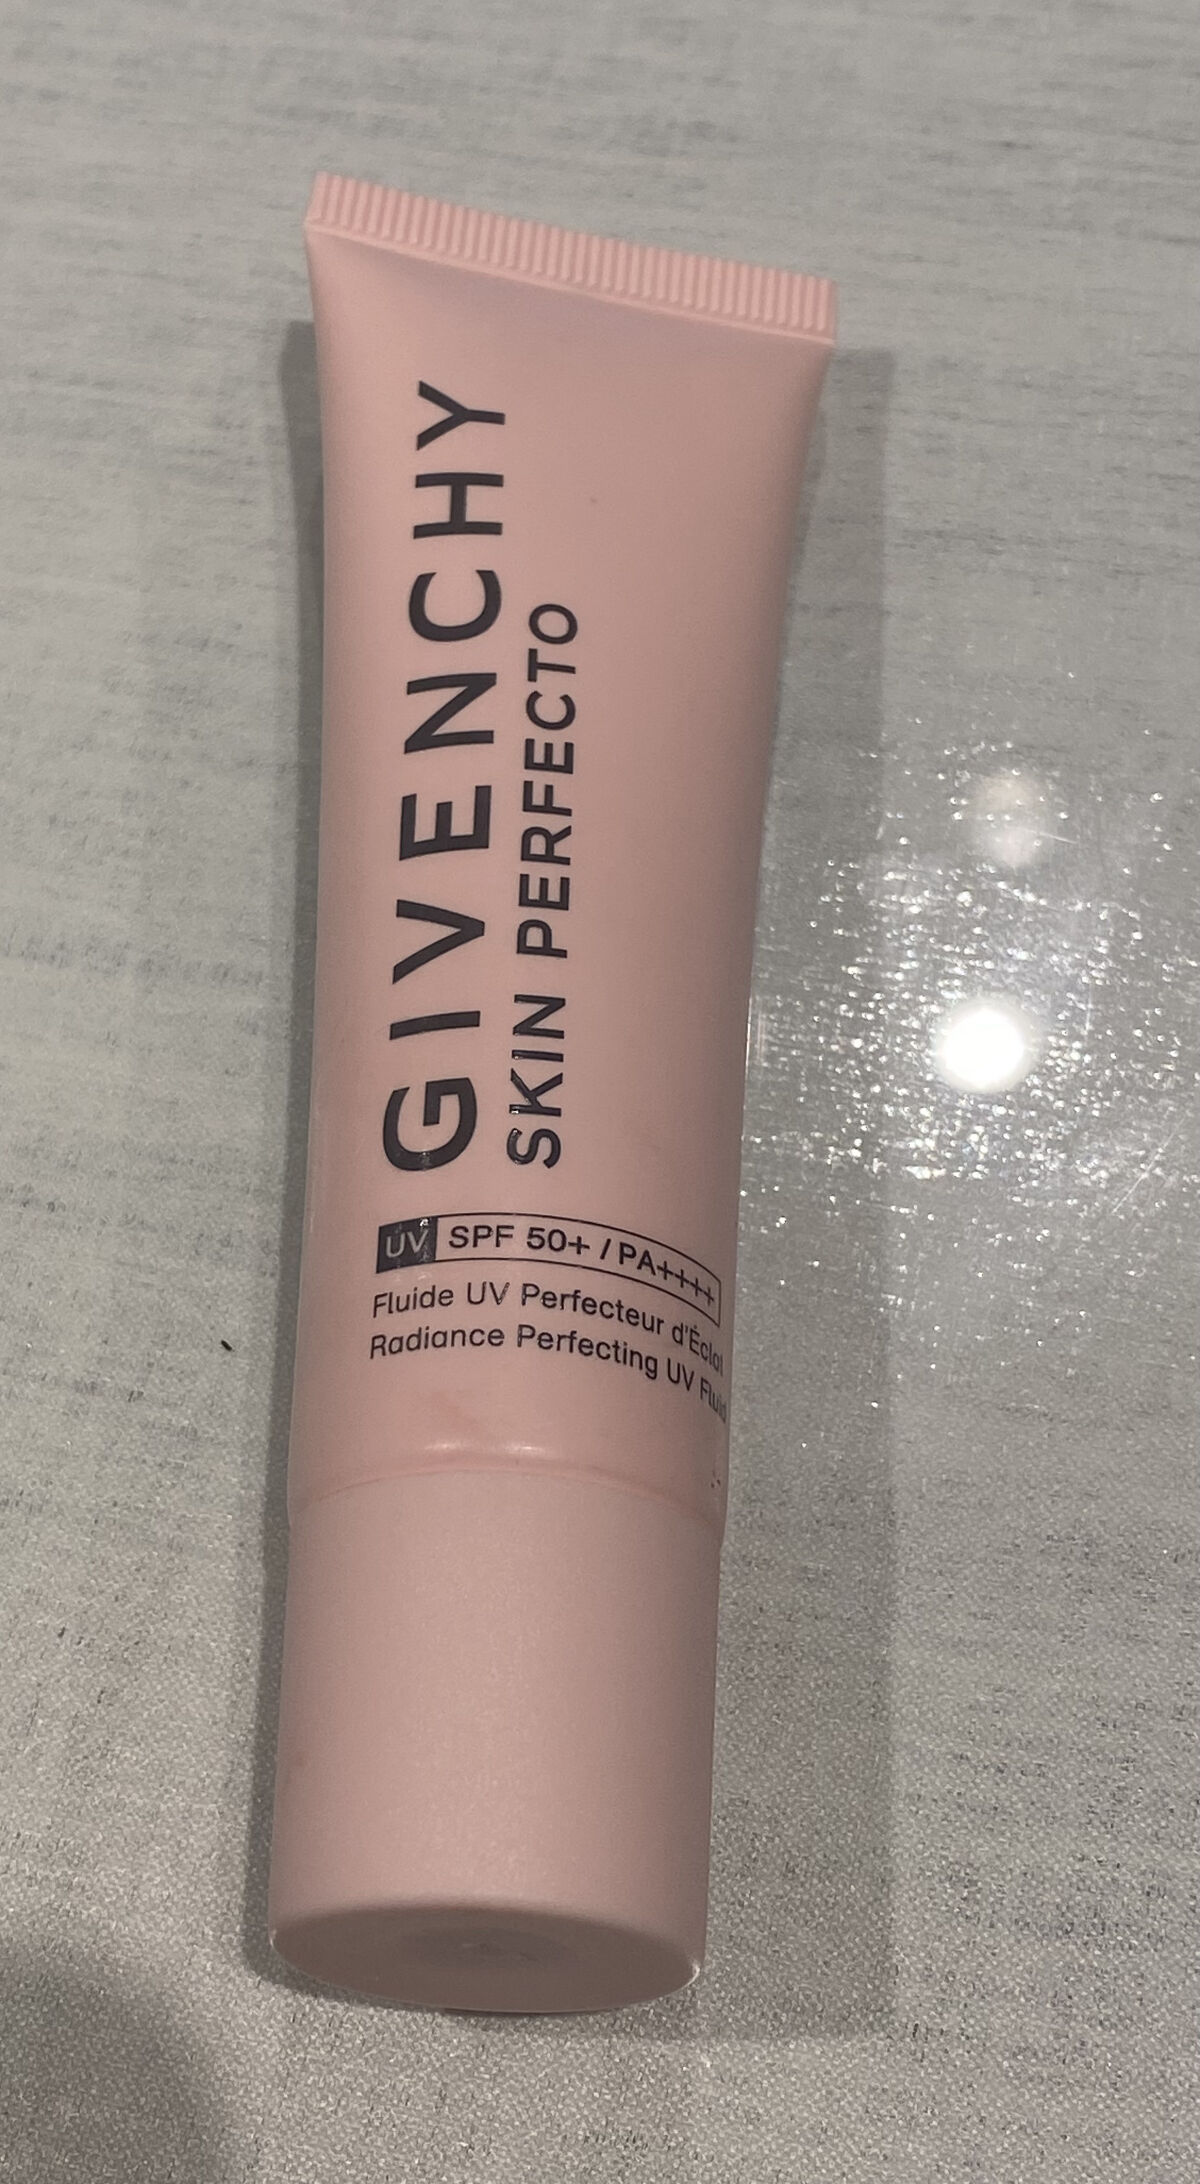 GIVENCHY
SKIN PERFECTO
UV SPF 50+ / PA++++
Fluide UV Perfecteur d'Éclat
Radiance Perfecting UV Fluid